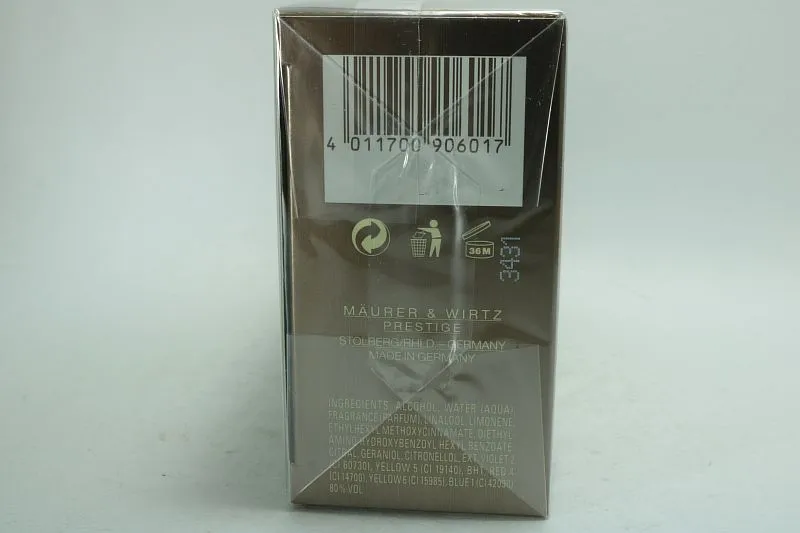 4 011700 906017
36M
3431
MÄURER & WIRTZ
PRESTIGE
STOLBERG/RHLD. – GERMANY
MADE IN GERMANY
INGREDIENTS: ALCOHOL, WATER (AQUA)
FRAGRANCE (PARFUM), LINALOOL, LIMONENE,
ETHYLHEXYL METHOXYCINNAMATE, DIETHYL
AMINO HYDROXYBENZOYL HEXYL BENZOATE,
CITRAL, GERANIOL, CITRONELLOL, EXT. VIOLET 2
(CI 60730), YELLOW 5 (CI 19140), BHT, RED 4
(CI 14700), YELLOW 6 (CI 15985), BLUE 1 (CI 42090)
80% VOL